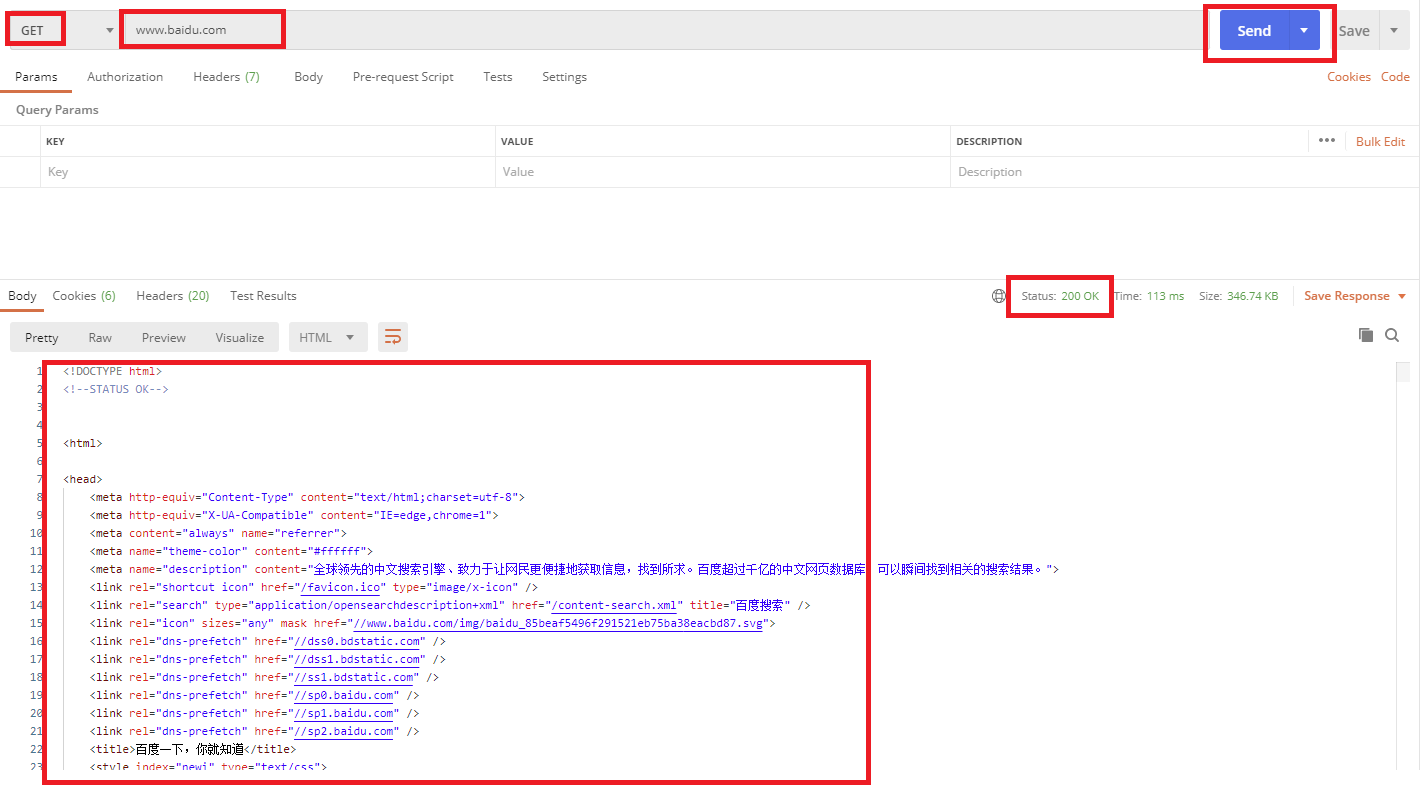 GET www.baidu.com Send Save
Params Authorization Headers (7) Body Pre-request Script Tests Settings Cookies Code
Query Params
KEY VALUE DESCRIPTION ••• Bulk Edit
Key Value Description
Body Cookies (6) Headers (20) Test Results Status: 200 OK Time: 113 ms Size: 346.74 KB Save Response
Pretty Raw Preview Visualize HTML
1 <!DOCTYPE html>
2 <!--STATUS OK-->
3
4
5 <html>
6
7 <head>
8 <meta http-equiv="Content-Type" content="text/html;charset=utf-8">
9 <meta http-equiv="X-UA-Compatible" content="IE=edge,chrome=1">
10 <meta content="always" name="referrer">
11 <meta name="theme-color" content="#ffffff">
12 <meta name="description" content="全球领先的中文搜索引擎、致力于让网民更便捷地获取信息，找到所求。百度超过千亿的中文网页数据库，可以瞬间找到相关的搜索结果。">
13 <link rel="shortcut icon" href="/favicon.ico" type="image/x-icon" />
14 <link rel="search" type="application/opensearchdescription+xml" href="/content-search.xml" title="百度搜索" />
15 <link rel="icon" sizes="any" mask href="//www.baidu.com/img/baidu_85beaf5496f291521eb75ba38eacbd87.svg">
16 <link rel="dns-prefetch" href="//dss0.bdstatic.com" />
17 <link rel="dns-prefetch" href="//dss1.bdstatic.com" />
18 <link rel="dns-prefetch" href="//ss1.bdstatic.com" />
19 <link rel="dns-prefetch" href="//sp0.baidu.com" />
20 <link rel="dns-prefetch" href="//sp1.baidu.com" />
21 <link rel="dns-prefetch" href="//sp2.baidu.com" />
22 <title>百度一下，你就知道</title>
23 <style index="newi" type="text/css">